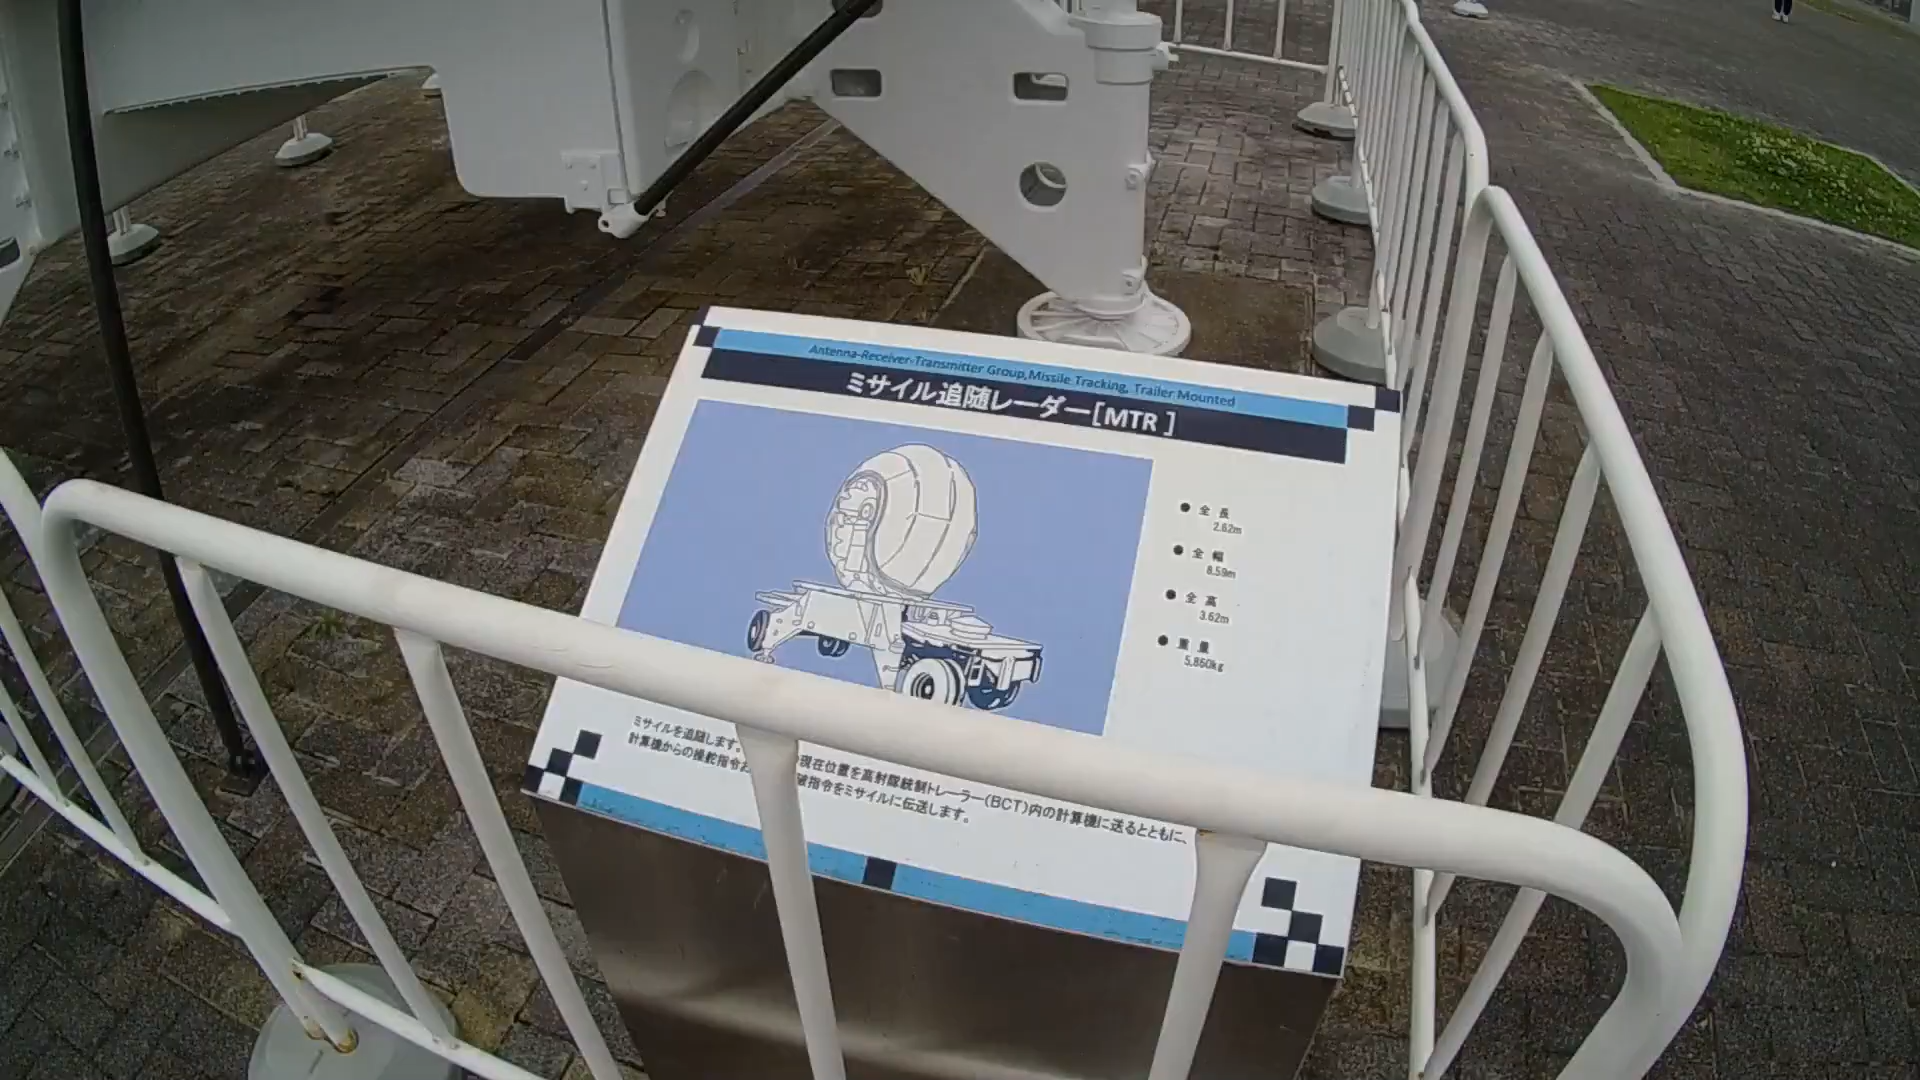 Antenna-Receiver-Transmitter Group,Missile Tracking, Trailer Mounted
ミサイル追随レーダー[MTR]
● 全長
2.62m
● 全幅
8.59m
● 全高
3.62m
● 重量
5,860kg
ミサイルを追随します。 現在位置を高射隊統制トレーラー(BCT)内の計算機に送るとともに、
計算機からの操舵指令お 破指令をミサイルに伝送します。